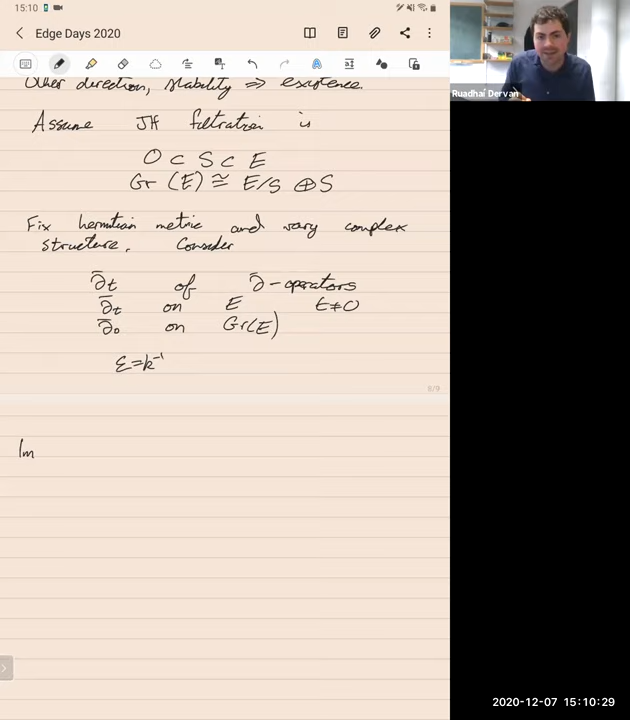 15:10
Edge Days 2020
Other direction, stability ⇒ existence.
Assume JH filtration is
0 ⊂ S ⊂ E
Gr (E) ≅ E/S ⊕ S
Fix hermitian metric and vary complex
structure. Consider
∂̄t of ∂̄-operators
∂̄t on E t≠0
∂̄₀ on Gr(E)
ε=k⁻¹
8/9
Im
Ruadhaí Dervan
2020-12-07 15:10:29